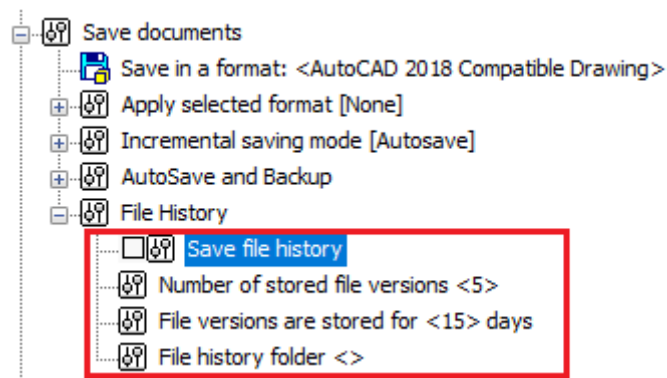 Save documents
Save in a format: <AutoCAD 2018 Compatible Drawing>
Apply selected format [None]
Incremental saving mode [Autosave]
AutoSave and Backup
File History
Save file history
Number of stored file versions <5>
File versions are stored for <15> days
File history folder <>